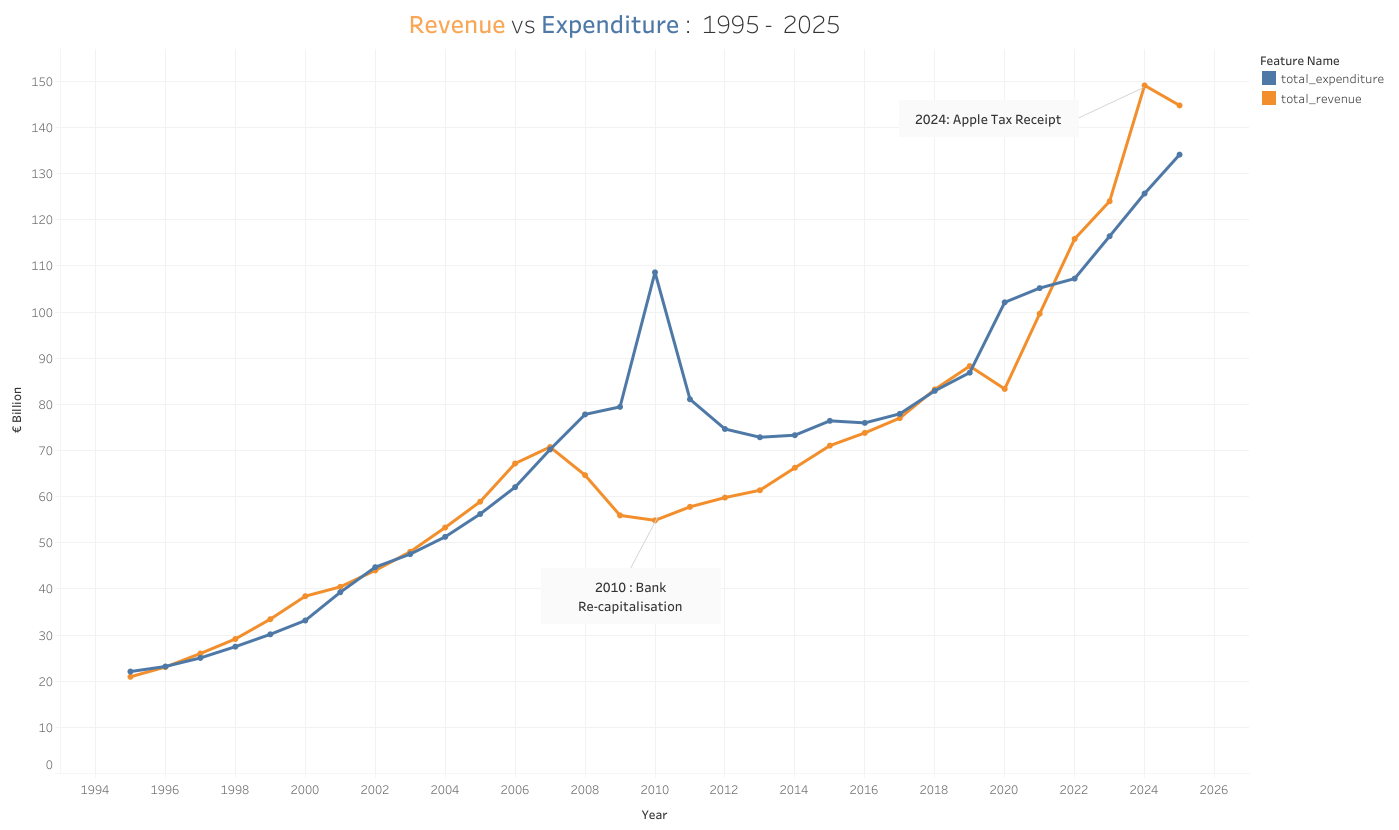 Revenue vs Expenditure : 1995 - 2025
Feature Name
total_expenditure
total_revenue
150
140
130
120
110
100
90
80
70
60
50
40
30
20
10
0
€ Billion
2024: Apple Tax Receipt
2010 : Bank
Re-capitalisation
1994 1996 1998 2000 2002 2004 2006 2008 2010 2012 2014 2016 2018 2020 2022 2024 2026
Year